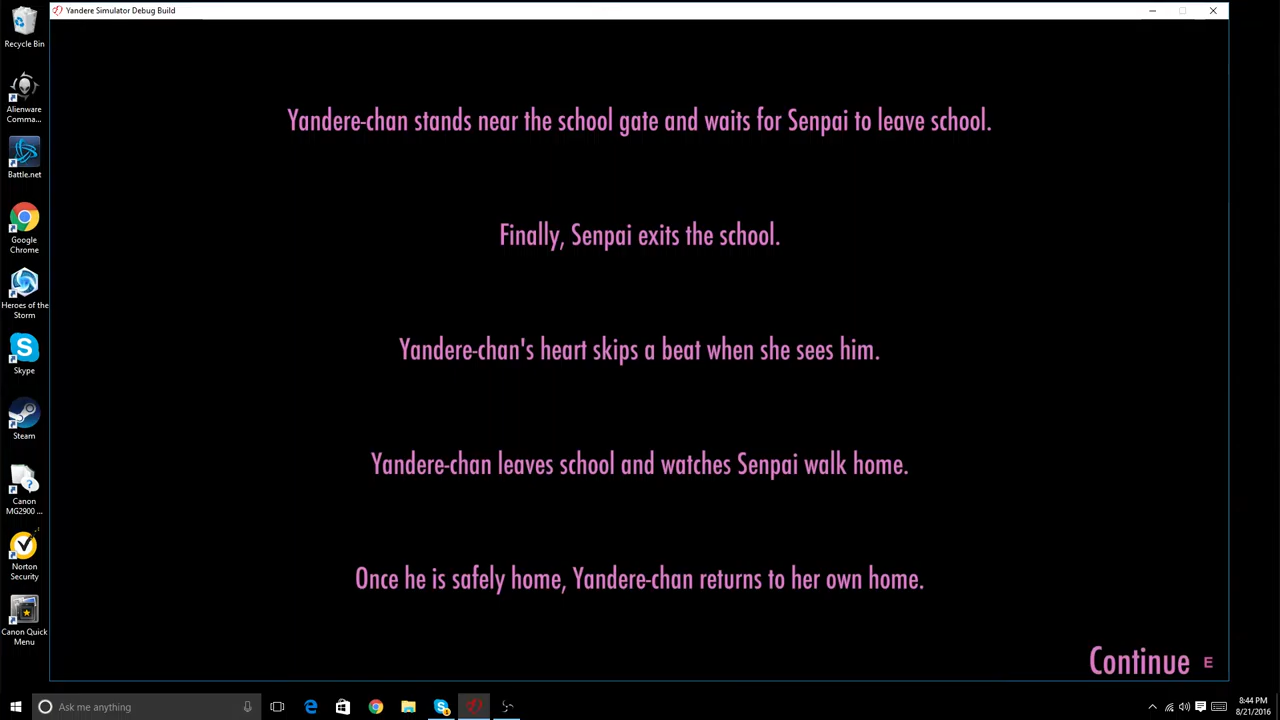 Yandere Simulator Debug Build
Recycle Bin
Alienware
Comma...
Battle.net
Google
Chrome
Heroes of the
Storm
Skype
Steam
Canon
MG2900 ...
Norton
Security
Canon Quick
Menu
Yandere-chan stands near the school gate and waits for Senpai to leave school.
Finally, Senpai exits the school.
Yandere-chan's heart skips a beat when she sees him.
Yandere-chan leaves school and watches Senpai walk home.
Once he is safely home, Yandere-chan returns to her own home.
Continue E
Ask me anything
8:44 PM
8/21/2016